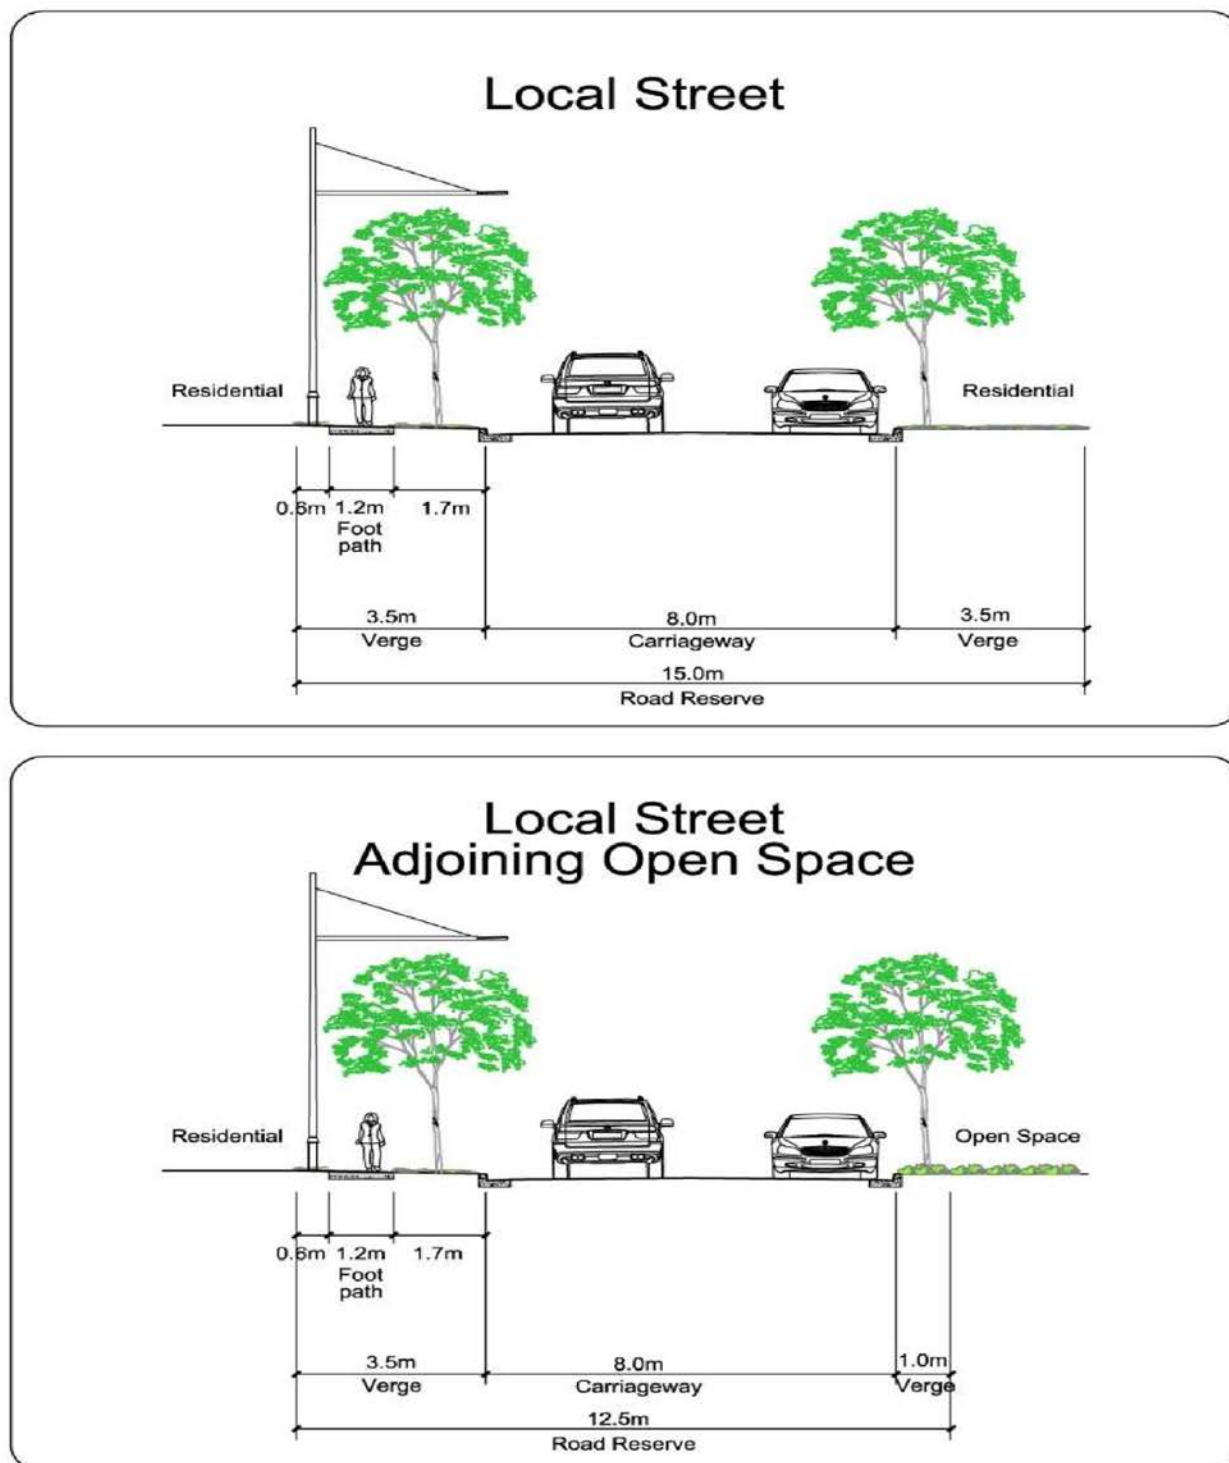 Local Street
Residential
Residential
0.6m 1.2m 1.7m
Foot
path
3.5m 8.0m 3.5m
Verge Carriageway Verge
15.0m
Road Reserve
Local Street
Adjoining Open Space
Residential
Open Space
0.6m 1.2m 1.7m
Foot
path
3.5m 8.0m 1.0m
Verge Carriageway Verge
12.5m
Road Reserve